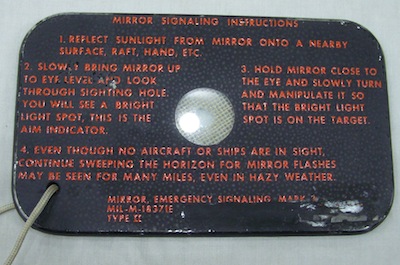 MIRROR SIGNALING INSTRUCTIONS
1. REFLECT SUNLIGHT FROM MIRROR ONTO A NEARBY
SURFACE, RAFT, HAND, ETC.
2. SLOWLY BRING MIRROR UP
TO EYE LEVEL AND LOOK
THROUGH SIGHTING HOLE.
YOU WILL SEE A BRIGHT
LIGHT SPOT, THIS IS THE
AIM INDICATOR.
3. HOLD MIRROR CLOSE TO
THE EYE AND SLOWLY TURN
AND MANIPULATE IT SO
THAT THE BRIGHT LIGHT
SPOT IS ON THE TARGET.
4. EVEN THOUGH NO AIRCRAFT OR SHIPS ARE IN SIGHT,
CONTINUE SWEEPING THE HORIZON FOR MIRROR FLASHES
MAY BE SEEN FOR MANY MILES, EVEN IN HAZY WEATHER.
MIRROR, EMERGENCY SIGNALING MARK
MIL-M-18371E
TYPE II